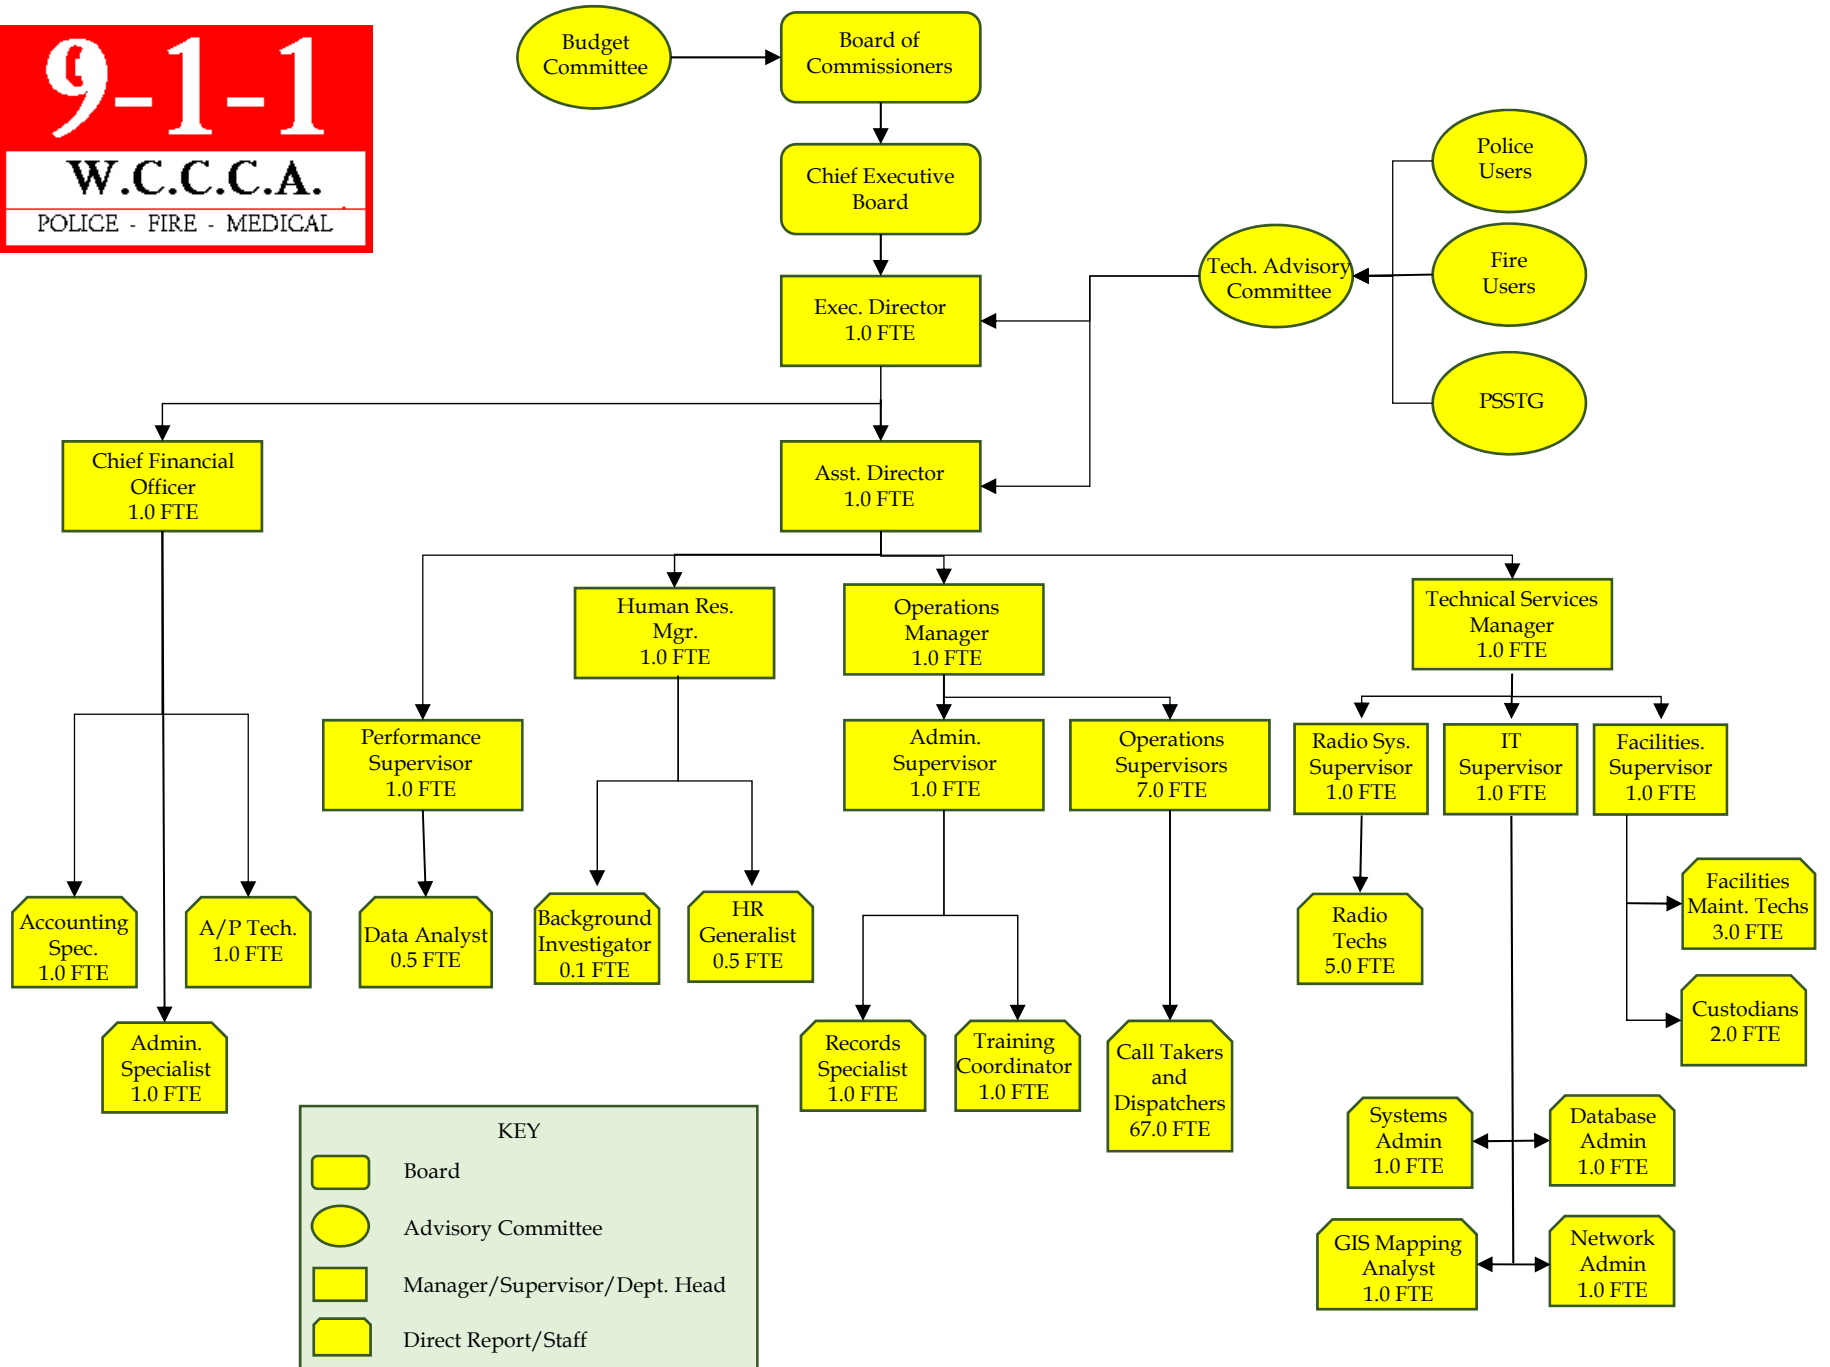 9-1-1
W.C.C.C.A.
POLICE - FIRE - MEDICAL
Budget
Committee
Board of
Commissioners
Chief Executive
Board
Police
Users
Fire
Users
PSSTG
Tech. Advisory
Committee
Exec. Director
1.0 FTE
Chief Financial
Officer
1.0 FTE
Asst. Director
1.0 FTE
Human Res.
Mgr.
1.0 FTE
Operations
Manager
1.0 FTE
Technical Services
Manager
1.0 FTE
Performance
Supervisor
1.0 FTE
Admin.
Supervisor
1.0 FTE
Operations
Supervisors
7.0 FTE
Radio Sys.
Supervisor
1.0 FTE
IT
Supervisor
1.0 FTE
Facilities.
Supervisor
1.0 FTE
Accounting
Spec.
1.0 FTE
A/P Tech.
1.0 FTE
Data Analyst
0.5 FTE
Background
Investigator
0.1 FTE
HR
Generalist
0.5 FTE
Radio
Techs
5.0 FTE
Facilities
Maint. Techs
3.0 FTE
Custodians
2.0 FTE
Admin.
Specialist
1.0 FTE
Records
Specialist
1.0 FTE
Training
Coordinator
1.0 FTE
Call Takers
and
Dispatchers
67.0 FTE
Systems
Admin
1.0 FTE
Database
Admin
1.0 FTE
GIS Mapping
Analyst
1.0 FTE
Network
Admin
1.0 FTE
KEY
Board
Advisory Committee
Manager/Supervisor/Dept. Head
Direct Report/Staff